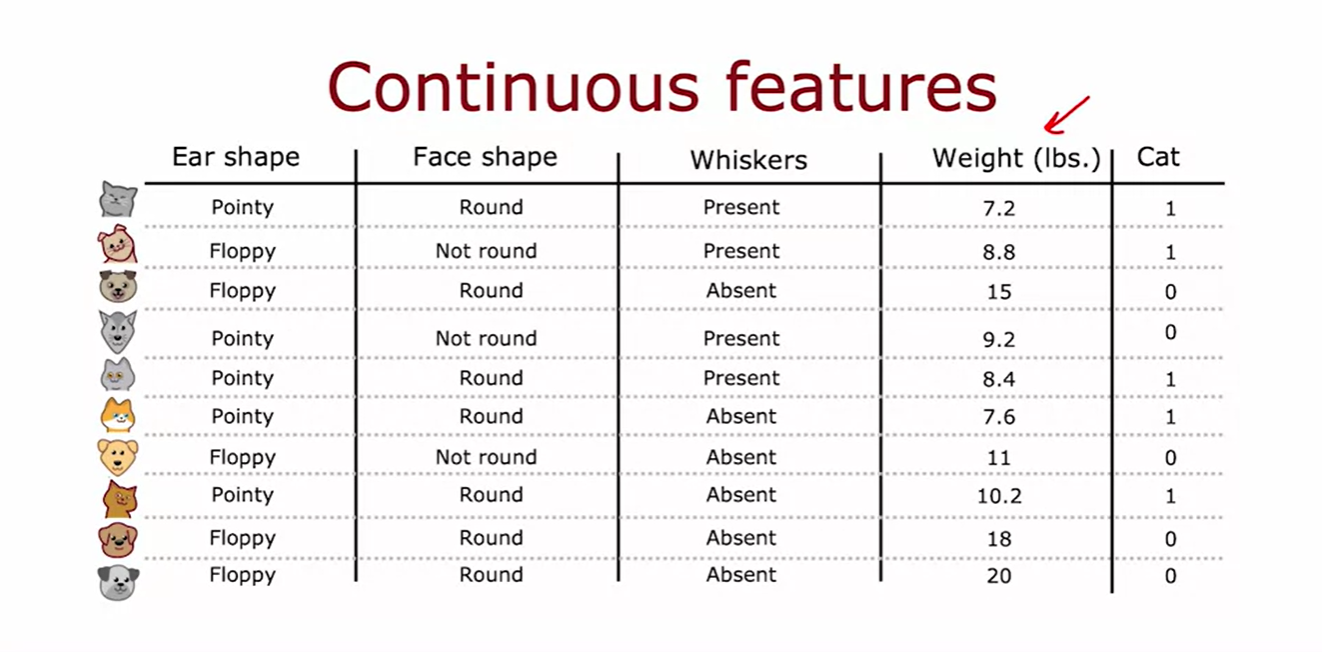 Continuous features
Ear shape Face shape Whiskers Weight (lbs.) Cat
Pointy Round Present 7.2 1
Floppy Not round Present 8.8 1
Floppy Round Absent 15 0
Pointy Not round Present 9.2 0
Pointy Round Present 8.4 1
Pointy Round Absent 7.6 1
Floppy Not round Absent 11 0
Pointy Round Absent 10.2 1
Floppy Round Absent 18 0
Floppy Round Absent 20 0